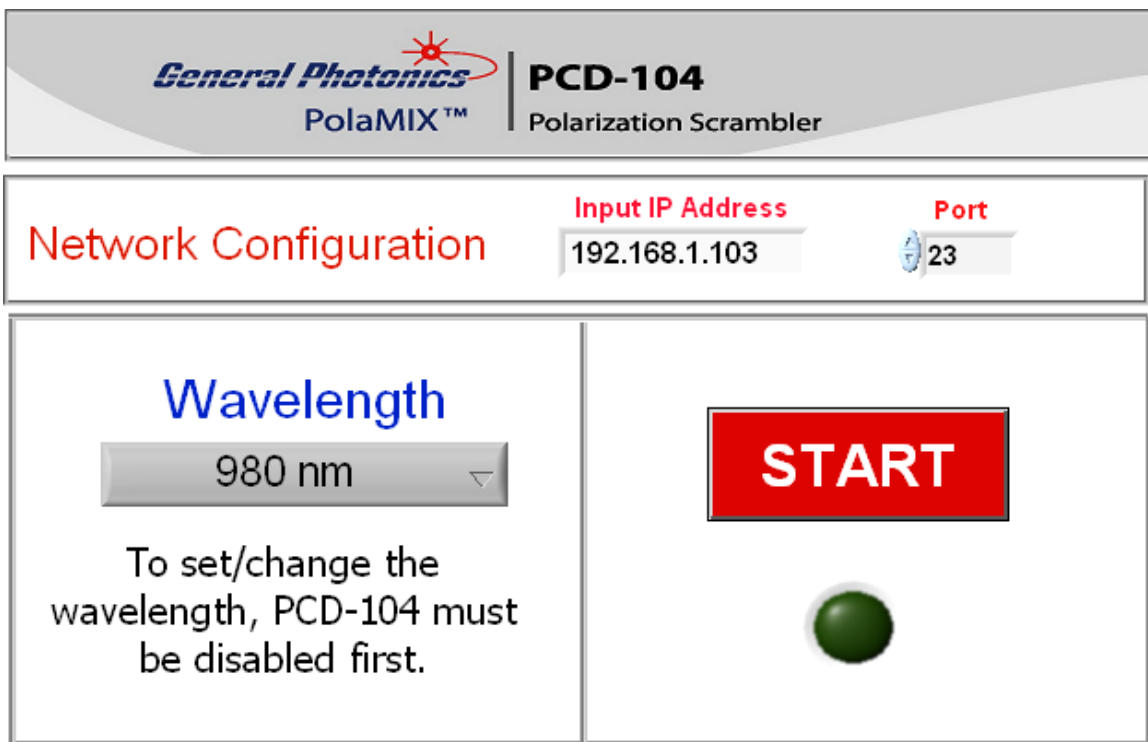 General Photonics
PolaMIX™
PCD-104
Polarization Scrambler
Network Configuration
Input IP Address
192.168.1.103
Port
23
Wavelength
980 nm
To set/change the
wavelength, PCD-104 must
be disabled first.
START